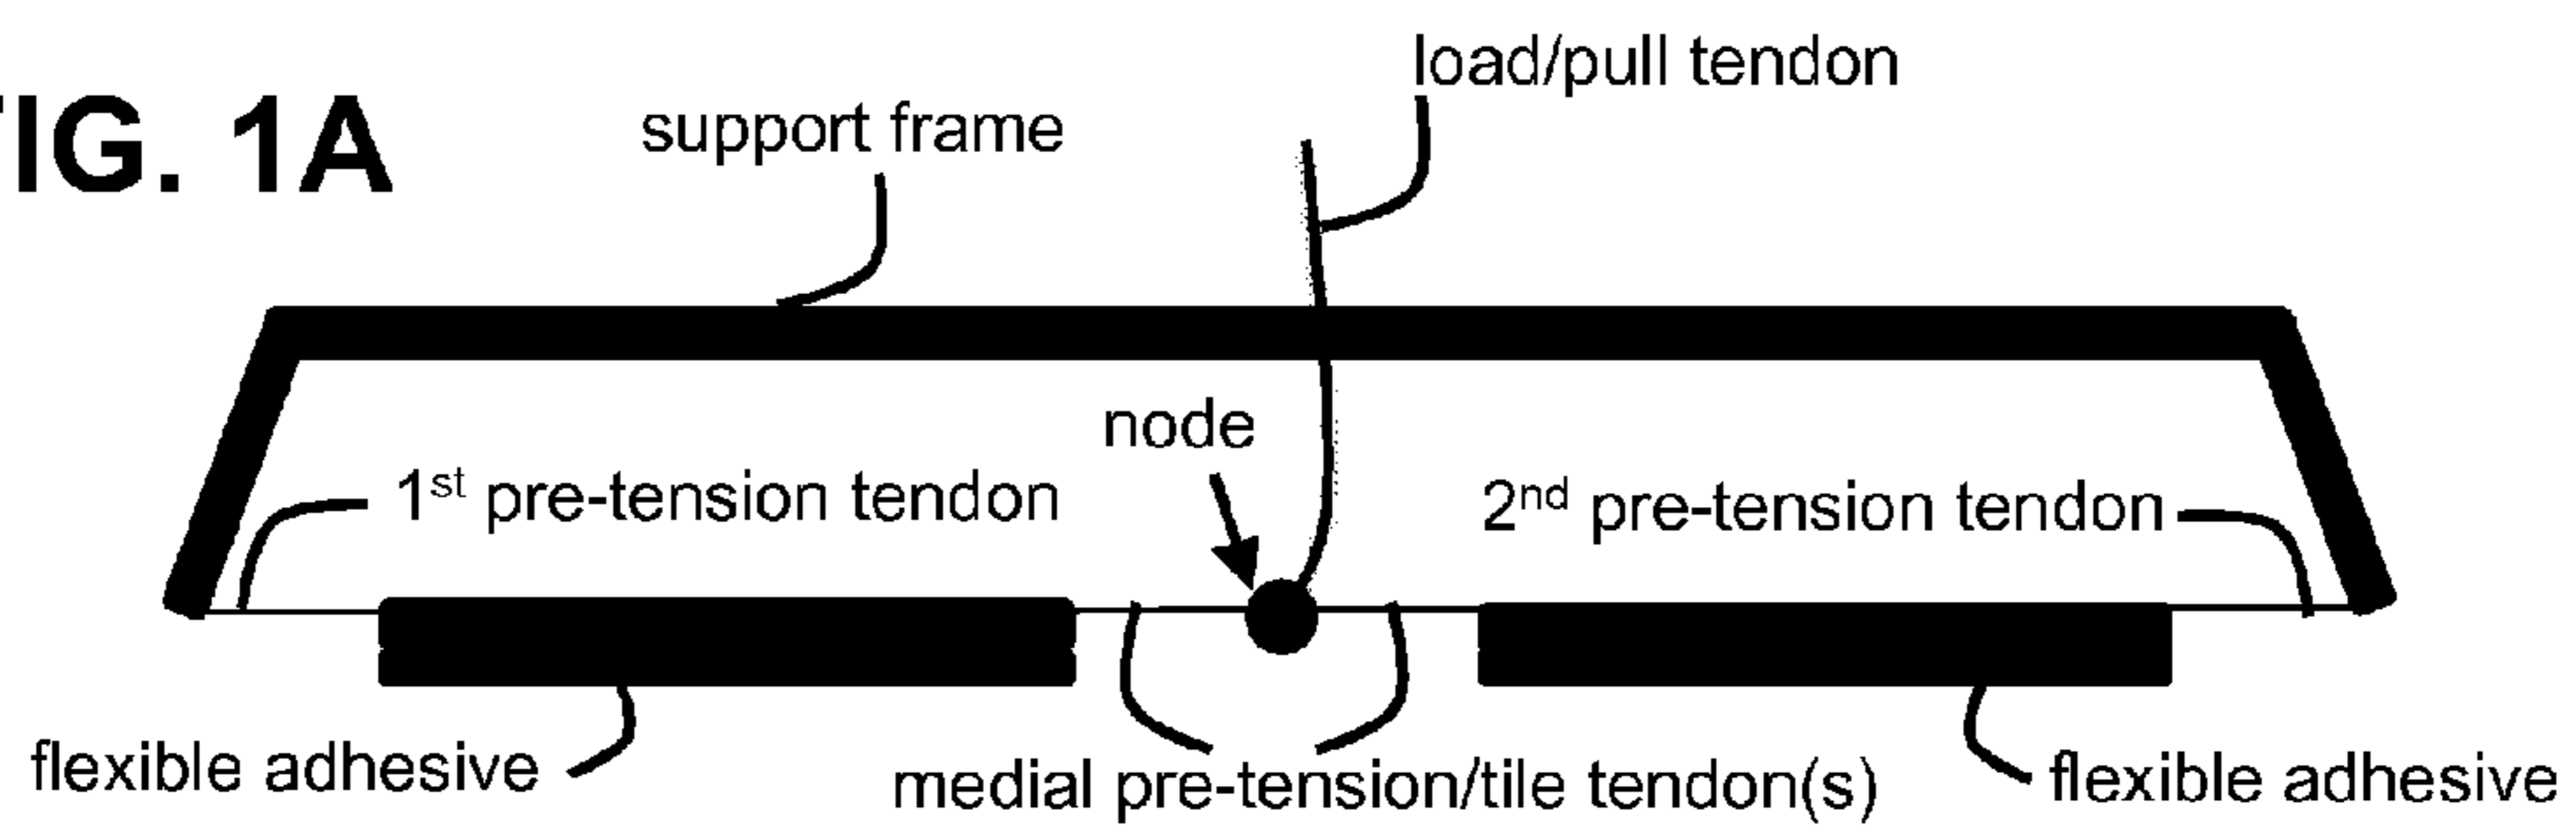 load/pull tendon
FIG. 1A
support frame
node
1st pre-tension tendon
2nd pre-tension tendon
flexible adhesive
medial pre-tension/tile tendon(s)
flexible adhesive